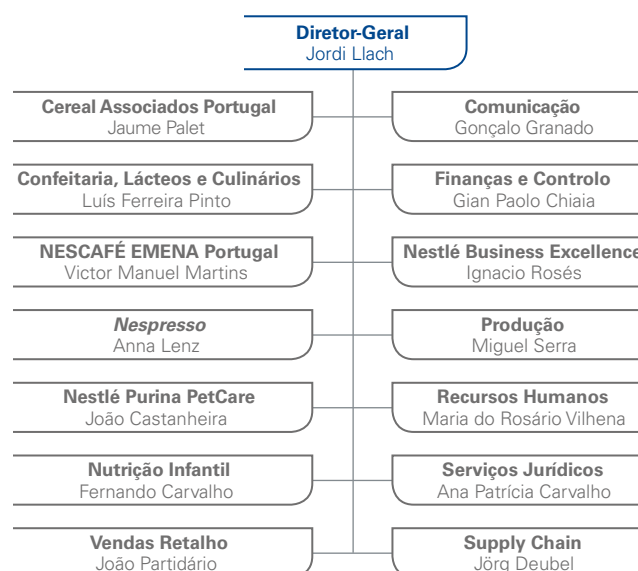 Diretor-Geral
Jordi Llach
Cereal Associados Portugal
Jaume Palet
Comunicação
Gonçalo Granado
Confeitaria, Lácteos e Culinários
Luís Ferreira Pinto
Finanças e Controlo
Gian Paolo Chiaia
NESCAFÉ EMENA Portugal
Victor Manuel Martins
Nestlé Business Excellence
Ignacio Rosés
Nespresso
Anna Lenz
Produção
Miguel Serra
Nestlé Purina PetCare
João Castanheira
Recursos Humanos
Maria do Rosário Vilhena
Nutrição Infantil
Fernando Carvalho
Serviços Jurídicos
Ana Patrícia Carvalho
Vendas Retalho
João Partidário
Supply Chain
Jörg Deubel